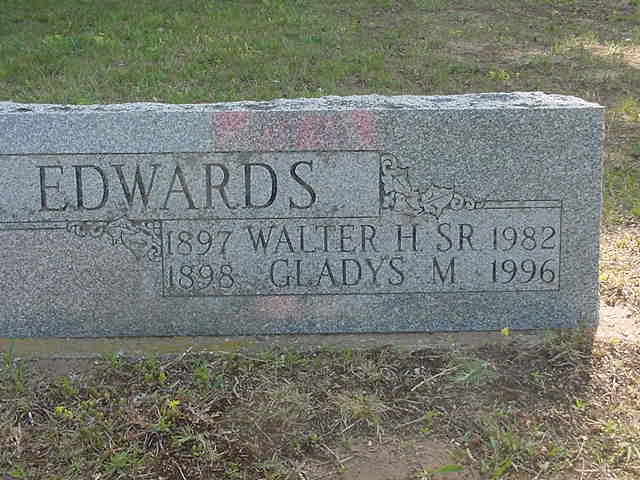 EDWARDS
1897 WALTER H. SR. 1982
1898 GLADYS M. 1996